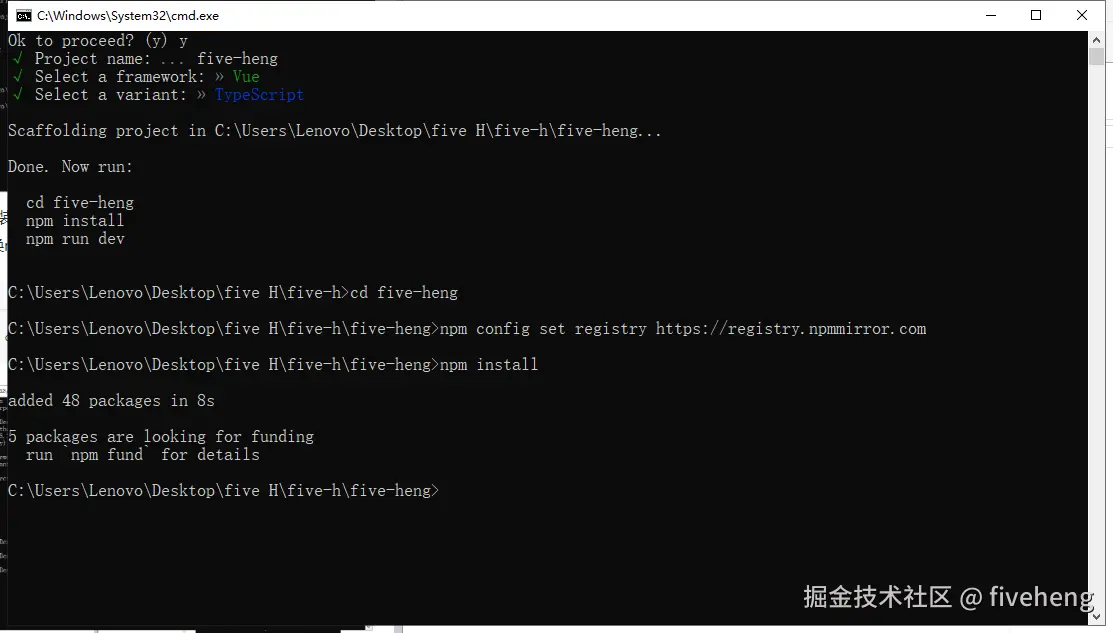 C:\Windows\System32\cmd.exe
Ok to proceed? (y) y
√ Project name: ... five-heng
√ Select a framework: » Vue
√ Select a variant: » TypeScript
Scaffolding project in C:\Users\Lenovo\Desktop\five H\five-h\five-heng...
Done. Now run:
cd five-heng
npm install
npm run dev
C:\Users\Lenovo\Desktop\five H\five-h>cd five-heng
C:\Users\Lenovo\Desktop\five H\five-h\five-heng>npm config set registry https://registry.npmmirror.com
C:\Users\Lenovo\Desktop\five H\five-h\five-heng>npm install
added 48 packages in 8s
5 packages are looking for funding
run `npm fund` for details
C:\Users\Lenovo\Desktop\five H\five-h\five-heng>
掘金技术社区 @ fiveheng